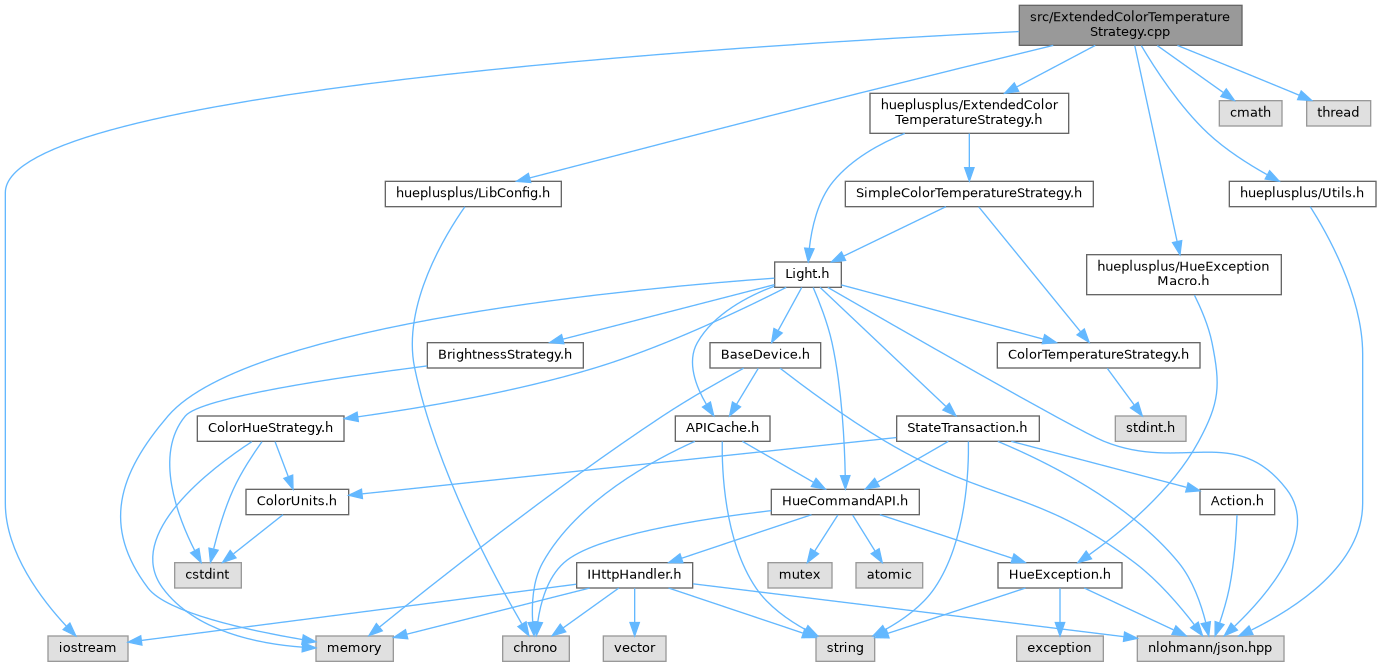 src/ExtendedColorTemperature
Strategy.cpp
hueplusplus/ExtendedColor
TemperatureStrategy.h
cmath
thread
hueplusplus/LibConfig.h
SimpleColorTemperatureStrategy.h
hueplusplus/Utils.h
Light.h
hueplusplus/HueException
Macro.h
BrightnessStrategy.h
BaseDevice.h
ColorTemperatureStrategy.h
ColorHueStrategy.h
APICache.h
StateTransaction.h
stdint.h
ColorUnits.h
HueCommandAPI.h
Action.h
cstdint
IHttpHandler.h
mutex
atomic
HueException.h
iostream
memory
chrono
vector
string
exception
nlohmann/json.hpp